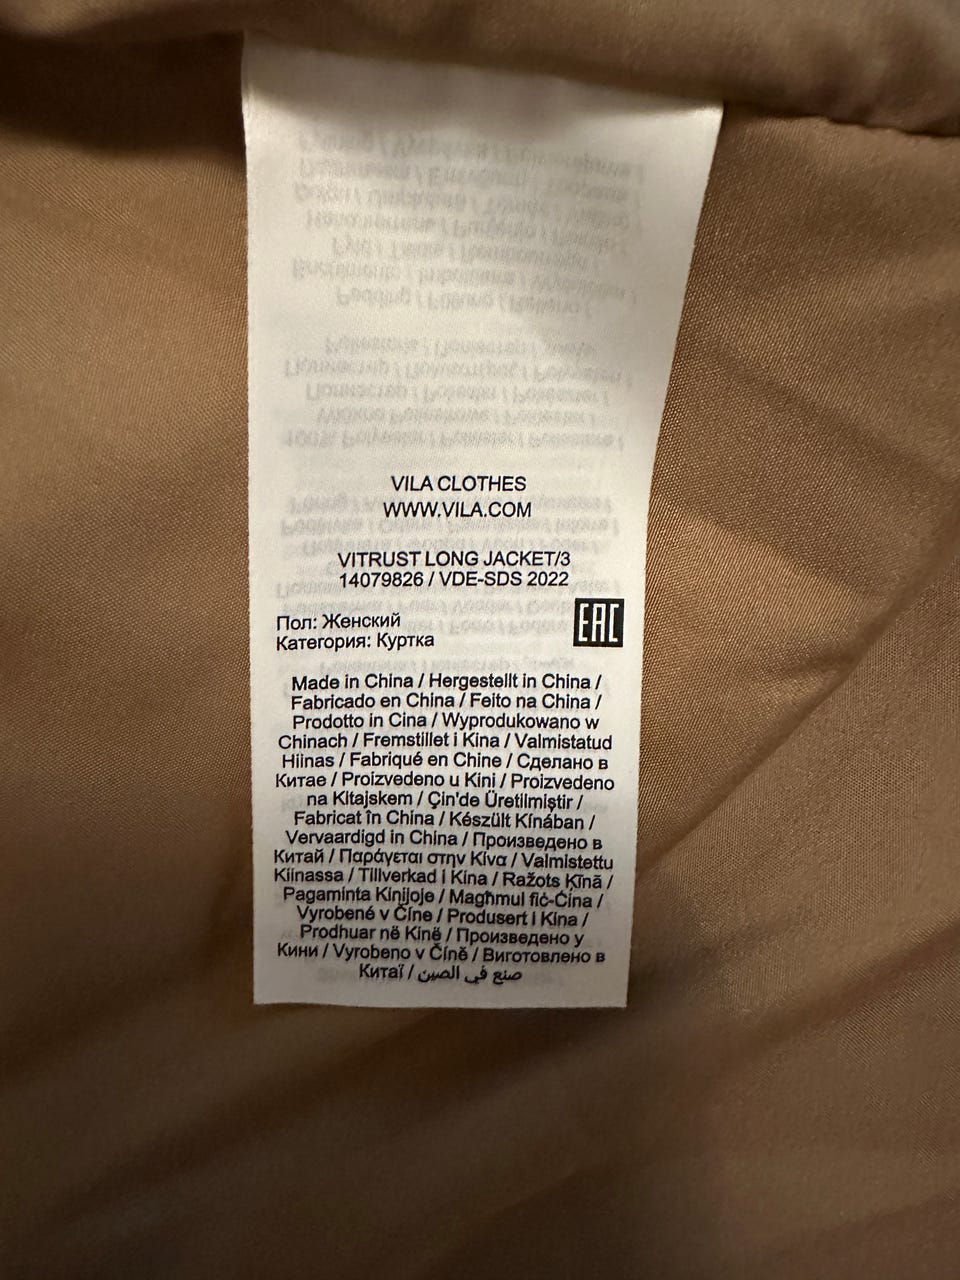 VILA CLOTHES
WWW.VILA.COM
VITRUST LONG JACKET/3
14079826 / VDE-SDS 2022
Пол: Женский
Категория: Куртка
EAC
Made in China / Hergestellt in China /
Fabricado en China / Feito na China /
Prodotto in Cina / Wyprodukowano w
Chinach / Fremstillet i Kina / Valmistatud
Hiinas / Fabriqué en Chine / Сделано в
Китае / Proizvedeno u Kini / Proizvedeno
na Kitajskem / Çin'de Üretilmiştir /
Fabricat în China / Készült Kínában /
Vervaardigd in China / Произведено в
Китай / Παράγεται στην Κίνα / Valmistettu
Kiinassa / Tillverkad i Kina / Ražots Ķīnā /
Pagaminta Kinijoje / Magħmul fiċ-Ċina /
Vyrobené v Číne / Produsert i Kina /
Prodhuar në Kinë / Произведено у
Кини / Vyrobeno v Číně / Виготовлено в
Китаї / صنع في الصين